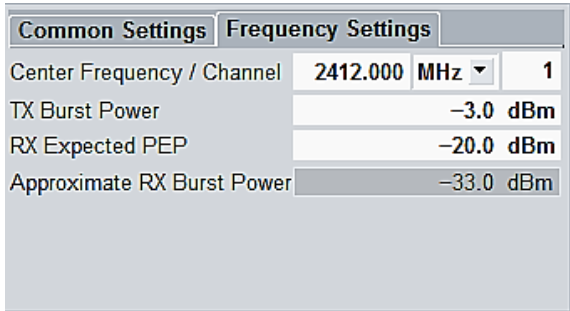 Common Settings Frequency Settings
Center Frequency / Channel 2412.000 MHz 1
TX Burst Power −3.0 dBm
RX Expected PEP −20.0 dBm
Approximate RX Burst Power −33.0 dBm